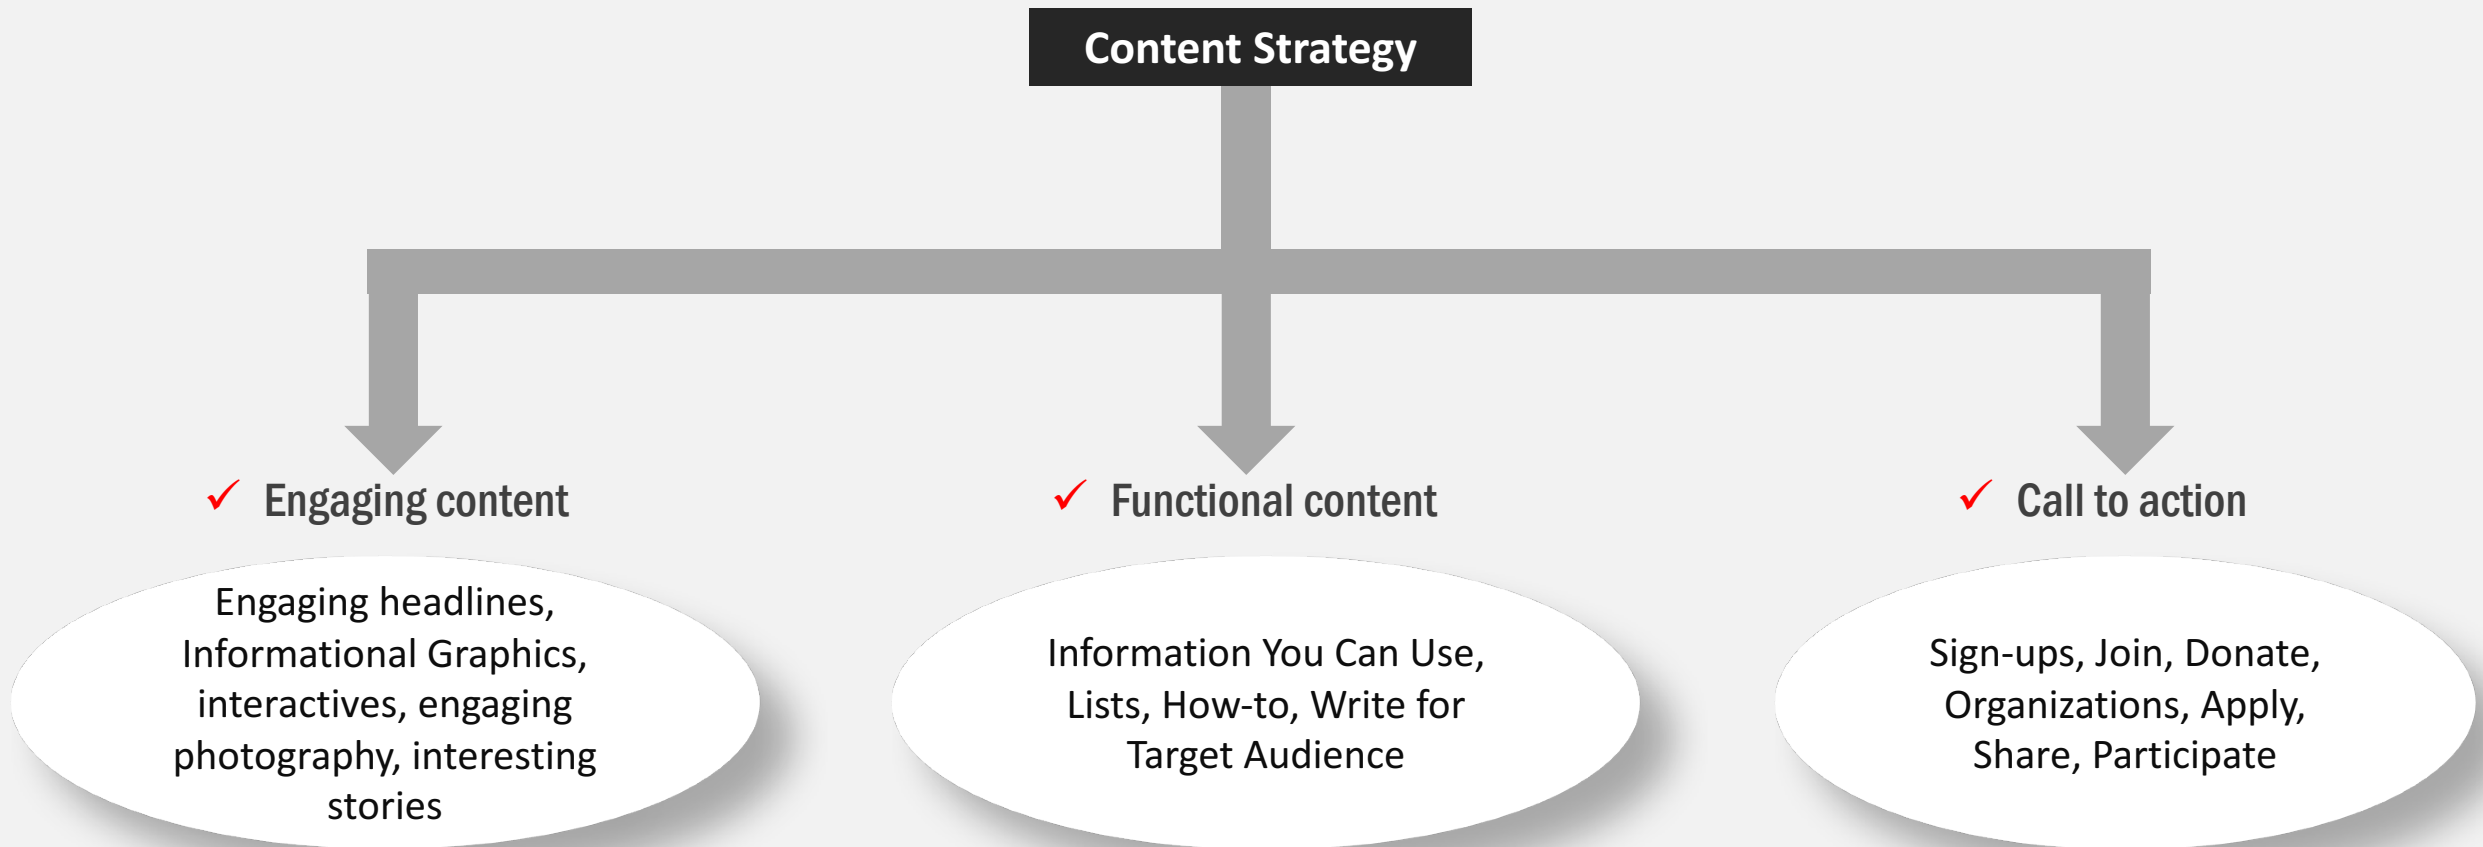 Content Strategy
✓ Engaging content
Engaging headlines,
Informational Graphics,
interactives, engaging
photography, interesting
stories
✓ Functional content
Information You Can Use,
Lists, How-to, Write for
Target Audience
✓ Call to action
Sign-ups, Join, Donate,
Organizations, Apply,
Share, Participate